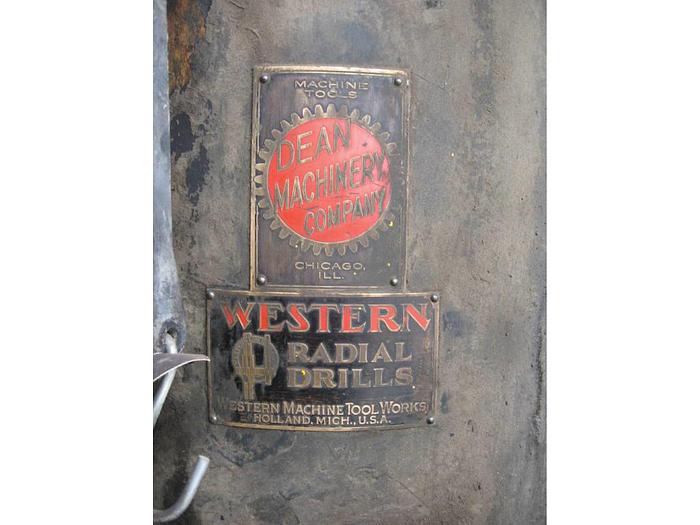 MACHINE
TOOLS
DEAN
MACHINERY
COMPANY
CHICAGO,
ILL.
WESTERN
RADIAL
DRILLS
WESTERN MACHINE TOOL WORKS,
HOLLAND, MICH., U.S.A.